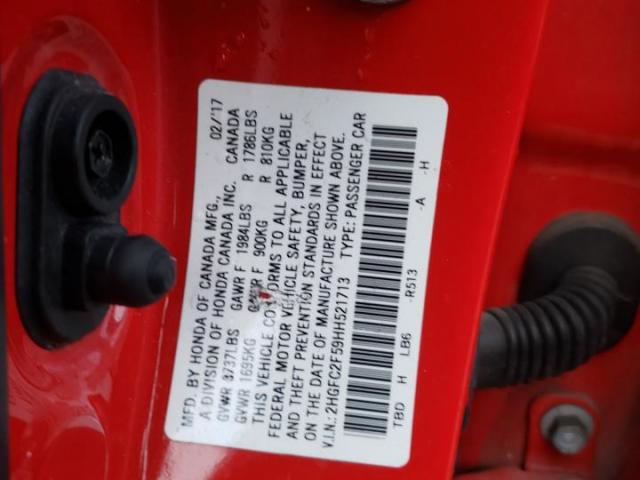 MFD. BY HONDA OF CANADA MFG., 02/'17
A DIVISION OF HONDA CANADA INC. CANADA
GVWR 3737LBS GAWR F 1984LBS R 1786LBS
GVWR 1695KG GAWR F 900KG R 810KG
THIS VEHICLE CONFORMS TO ALL APPLICABLE
FEDERAL MOTOR VEHICLE SAFETY, BUMPER,
AND THEFT PREVENTION STANDARDS IN EFFECT
ON THE DATE OF MANUFACTURE SHOWN ABOVE.
V.I.N.: 2HGFC2F59HH521713 TYPE: PASSENGER CAR
TBD H LB6 -R513 -A -H